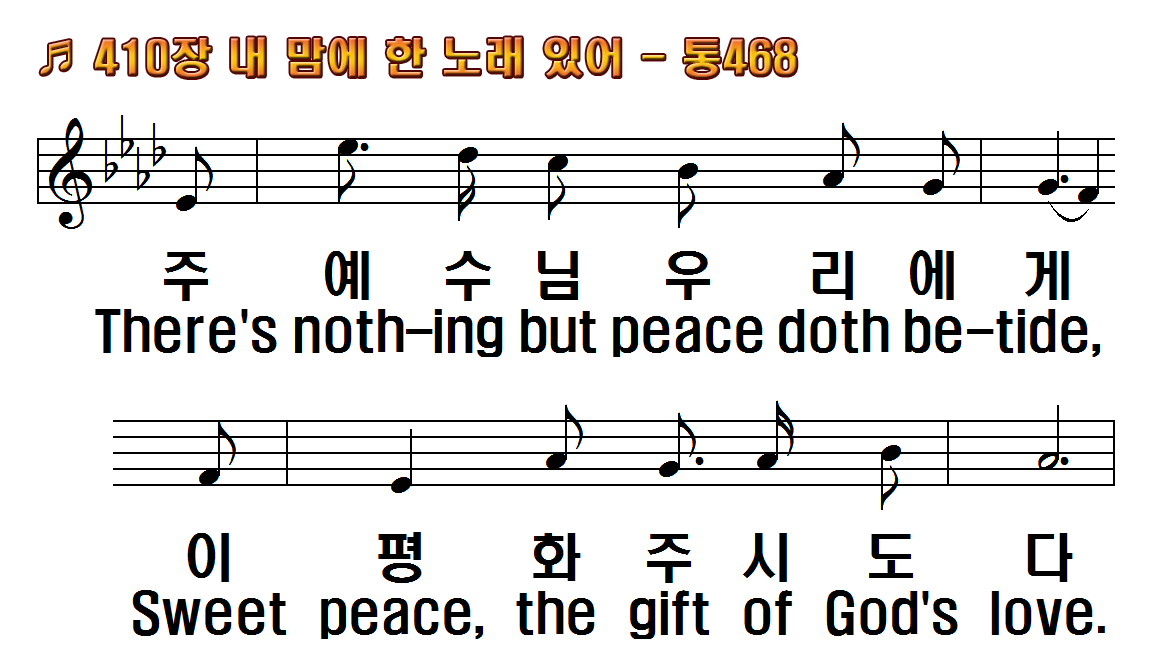 ♬ 410장 내 맘에 한 노래 있어 - 통468
주 예 수 님 우 리 에 게
There's noth-ing but peace doth be-tide,
이 평 화 주 시 도 다
Sweet peace, the gift of God's love.